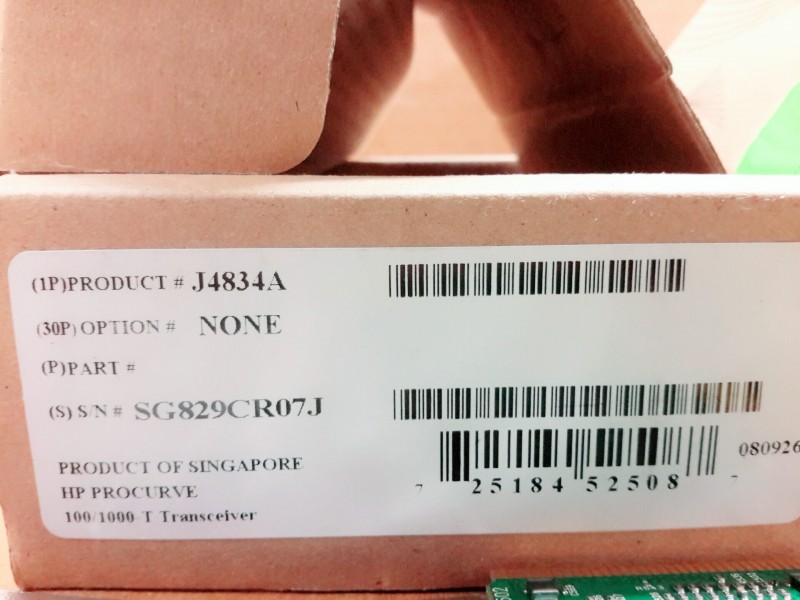 (1P)PRODUCT # J4834A
(30P) OPTION # NONE
(P)PART #
(S) S/N # SG829CR07J
PRODUCT OF SINGAPORE
HP PROCURVE
100/1000-T Transceiver
080926
7 25184 52508 7